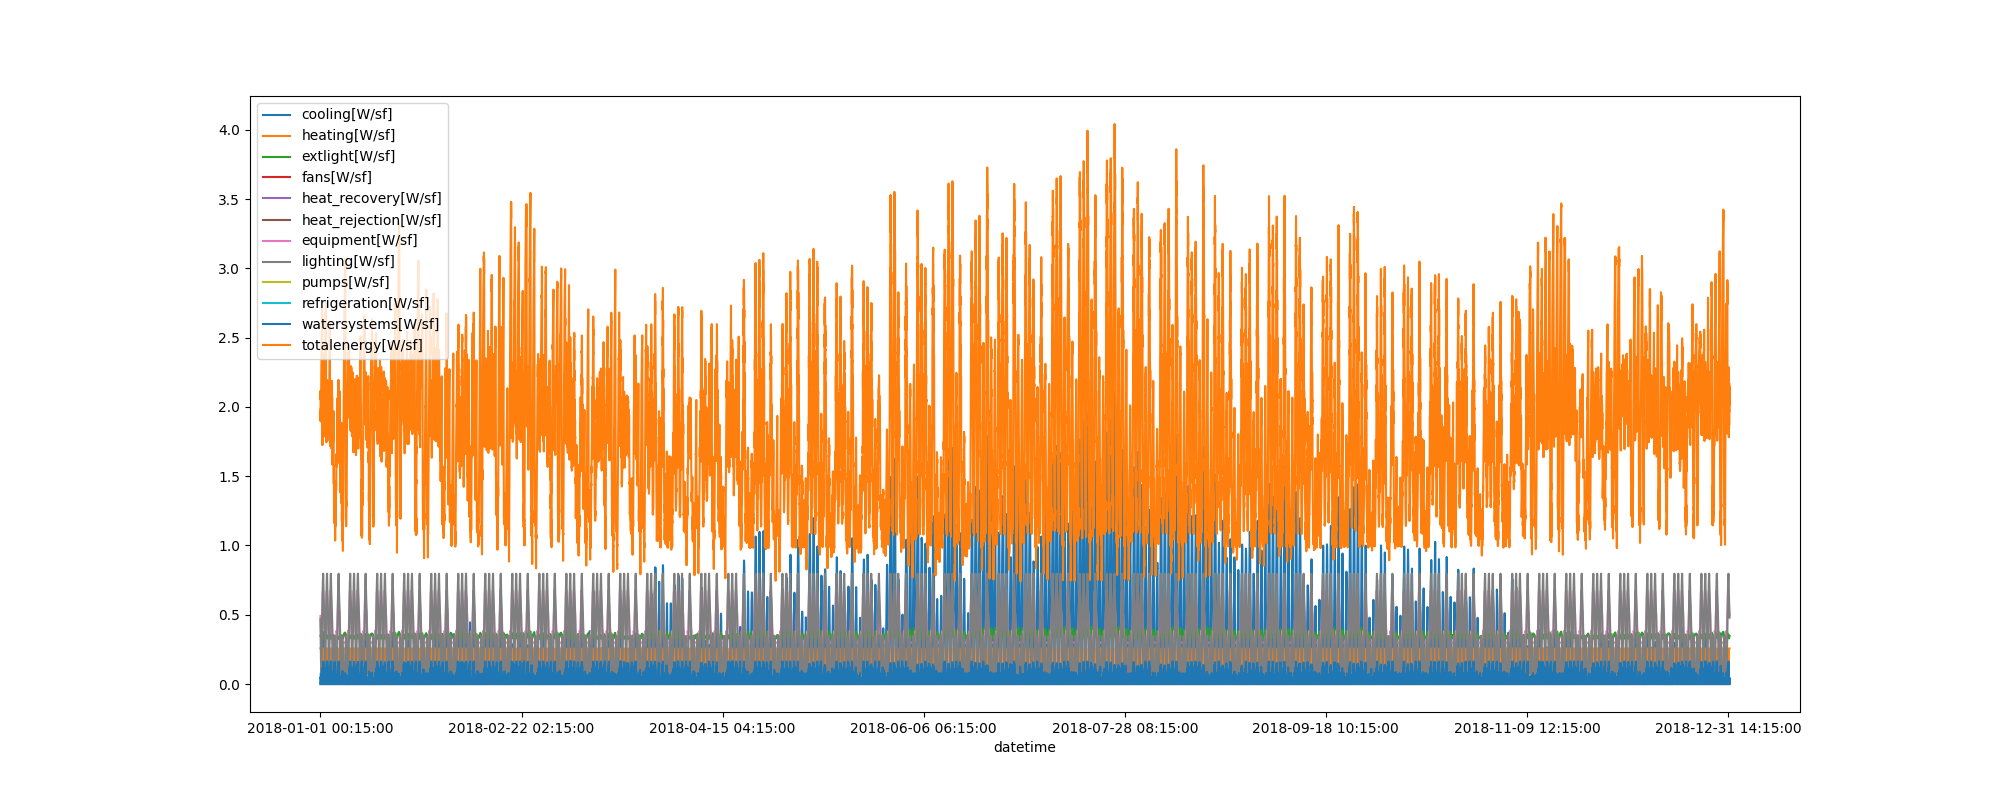 cooling[W/sf]
heating[W/sf]
extlight[W/sf]
fans[W/sf]
heat_recovery[W/sf]
heat_rejection[W/sf]
equipment[W/sf]
lighting[W/sf]
pumps[W/sf]
refrigeration[W/sf]
watersystems[W/sf]
totalenergy[W/sf]
4.0
3.5
3.0
2.5
2.0
1.5
1.0
0.5
0.0
2018-01-01 00:15:00 2018-02-22 02:15:00 2018-04-15 04:15:00 2018-06-06 06:15:00 2018-07-28 08:15:00 2018-09-18 10:15:00 2018-11-09 12:15:00 2018-12-31 14:15:00
datetime